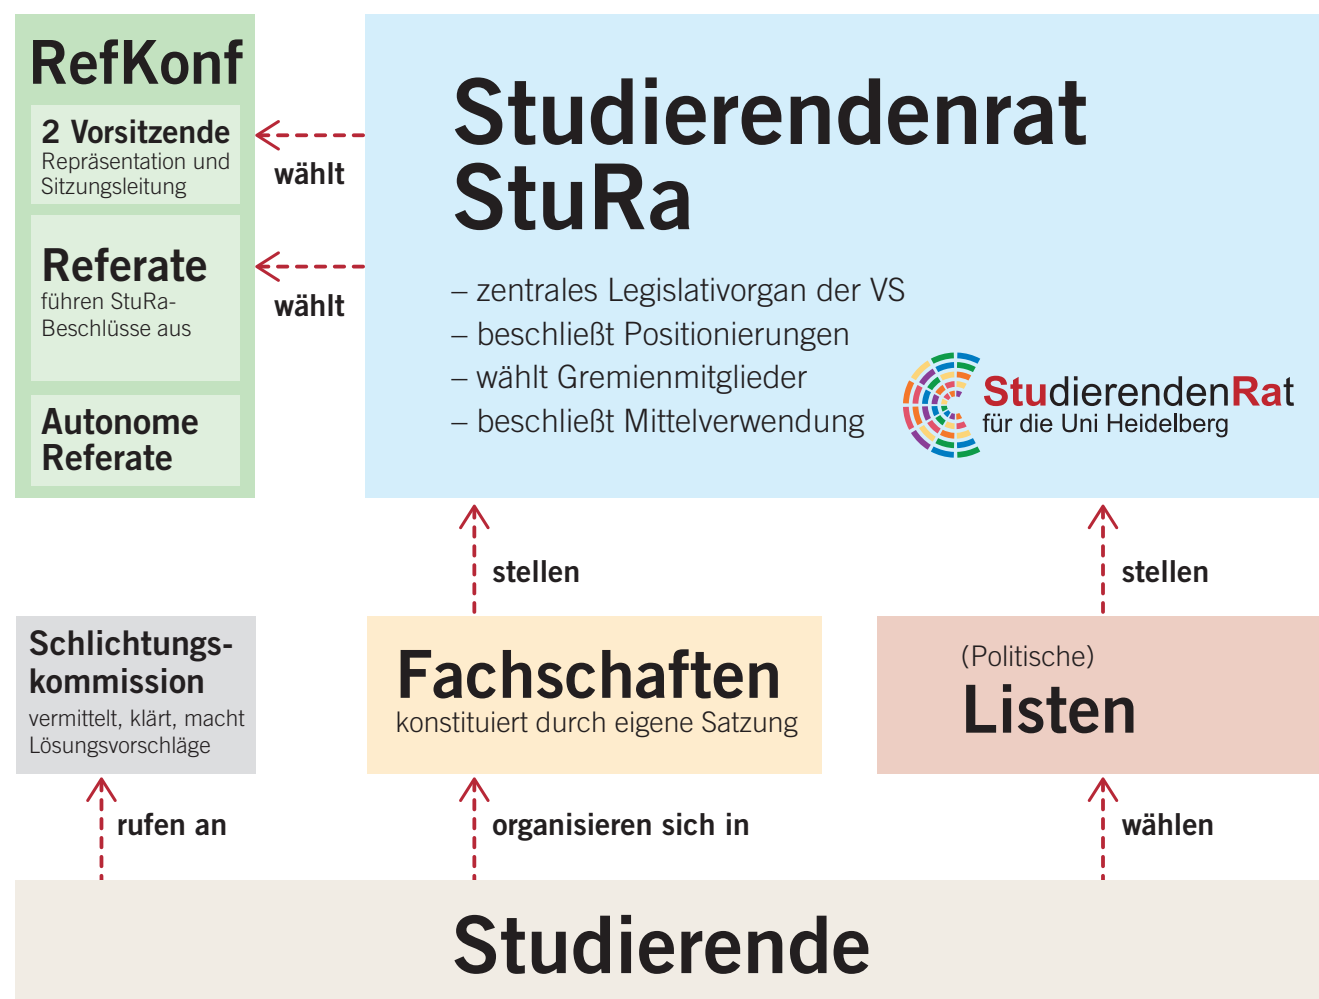 RefKonf
2 Vorsitzende
Repräsentation und
Sitzungsleitung
Referate
führen StuRa-
Beschlüsse aus
Autonome
Referate
wählt
wählt
Studierendenrat
StuRa
– zentrales Legislativorgan der VS
– beschließt Positionierungen
– wählt Gremienmitglieder
– beschließt Mittelverwendung
StudierendenRat
für die Uni Heidelberg
stellen
stellen
Schlichtungs-
kommission
vermittelt, klärt, macht
Lösungsvorschläge
Fachschaften
konstituiert durch eigene Satzung
(Politische)
Listen
rufen an
organisieren sich in
wählen
Studierende